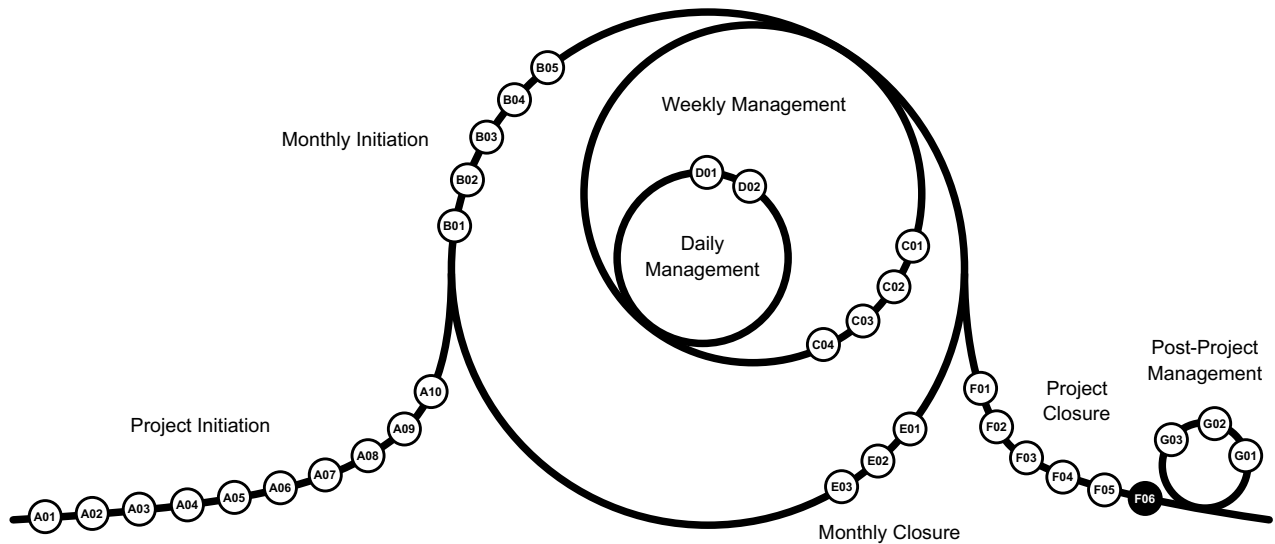 Project Initiation
A01
A02
A03
A04
A05
A06
A07
A08
A09
A10
Monthly Initiation
B01
B02
B03
B04
B05
Weekly Management
C01
C02
C03
C04
Daily
Management
D01
D02
Monthly Closure
E01
E02
E03
Project
Closure
F01
F02
F03
F04
F05
F06
Post-Project
Management
G01
G02
G03